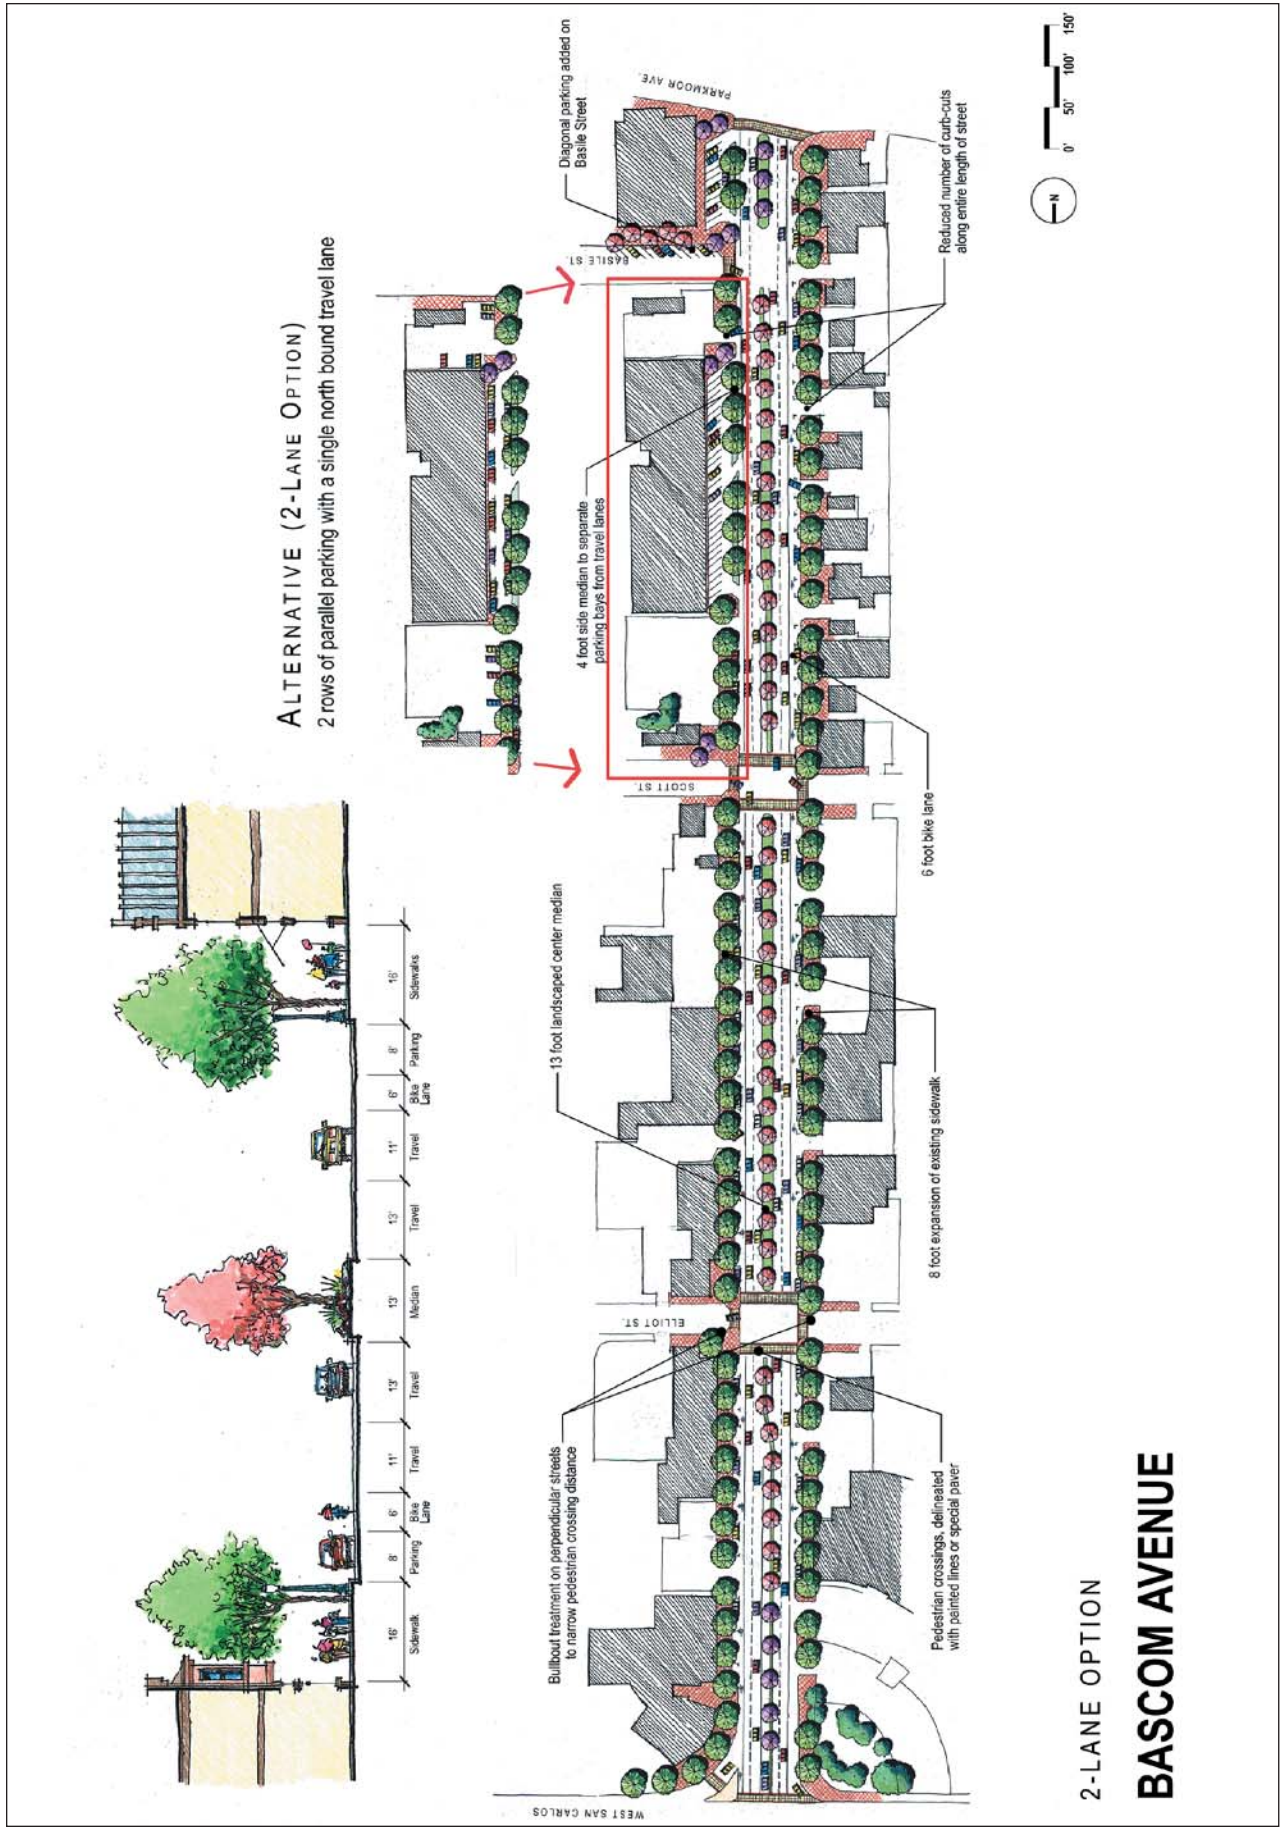 ALTERNATIVE (2-LANE OPTION)
2 rows of parallel parking with a single north bound travel lane
16'
Sidewalk
8'
Parking
6'
Bike
Lane
11'
Travel
13'
Travel
13'
Median
13'
Travel
11'
Travel
6'
Bike
Lane
8'
Parking
16'
Sidewalks
Diagonal parking added on
Basile Street
4 foot side median to separate
parking bays from travel lanes
13 foot landscaped center median
Bullbout treatment on perpendicular streets
to narrow pedestrian crossing distance
WEST SAN CARLOS
ELLIOT ST.
SCOTT ST.
BASILE ST.
PARKMOOR AVE.
Pedestrian crossings, delineated
with painted lines or special paver
8 foot expansion of existing sidewalk
6 foot bike lane
Reduced number of curb-cuts
along entire length of street
N
0' 50' 100' 150'
2-LANE OPTION
BASCOM AVENUE